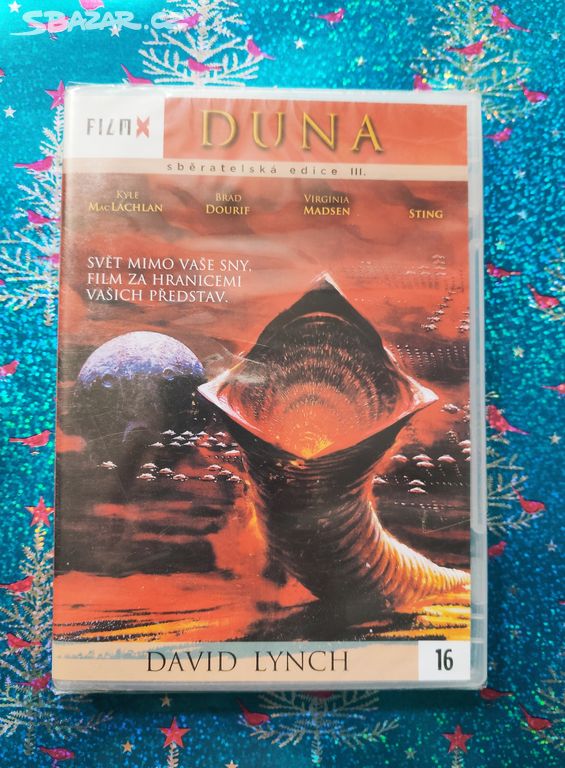 SBAZAR.CZ
FILMX
DUNA
sběratelská edice III.
KYLE MACLACHLAN
BRAD DOURIF
VIRGINIA MADSEN
STING
SVĚT MIMO VAŠE SNY,
FILM ZA HRANICEMI
VAŠICH PŘEDSTAV.
DAVID LYNCH
16